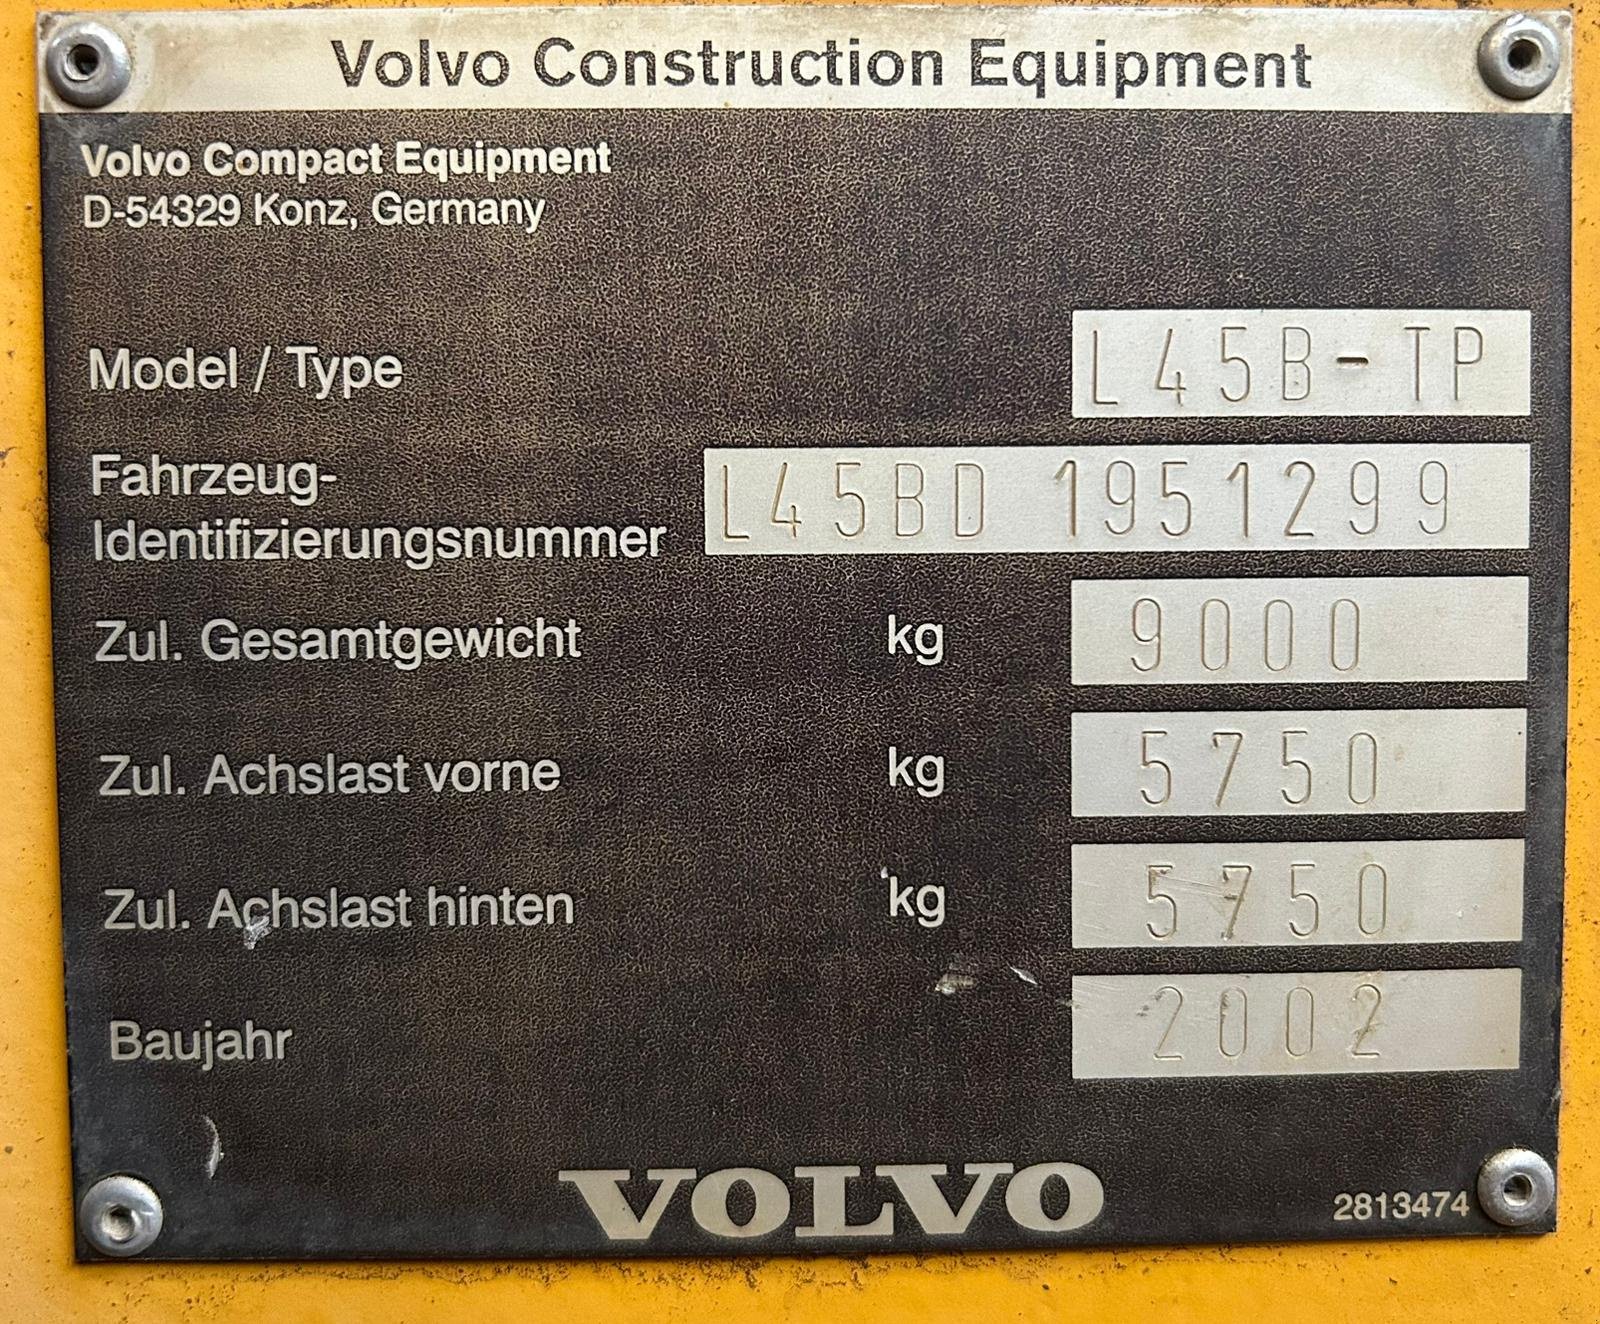 Volvo Construction Equipment
Volvo Compact Equipment
D-54329 Konz, Germany
Model / Type L45B-TP
Fahrzeug-
Identifizierungsnummer L45BD 1951299
Zul. Gesamtgewicht kg 9000
Zul. Achslast vorne kg 5750
Zul. Achslast hinten kg 5750
Baujahr 2002
VOLVO
2813474